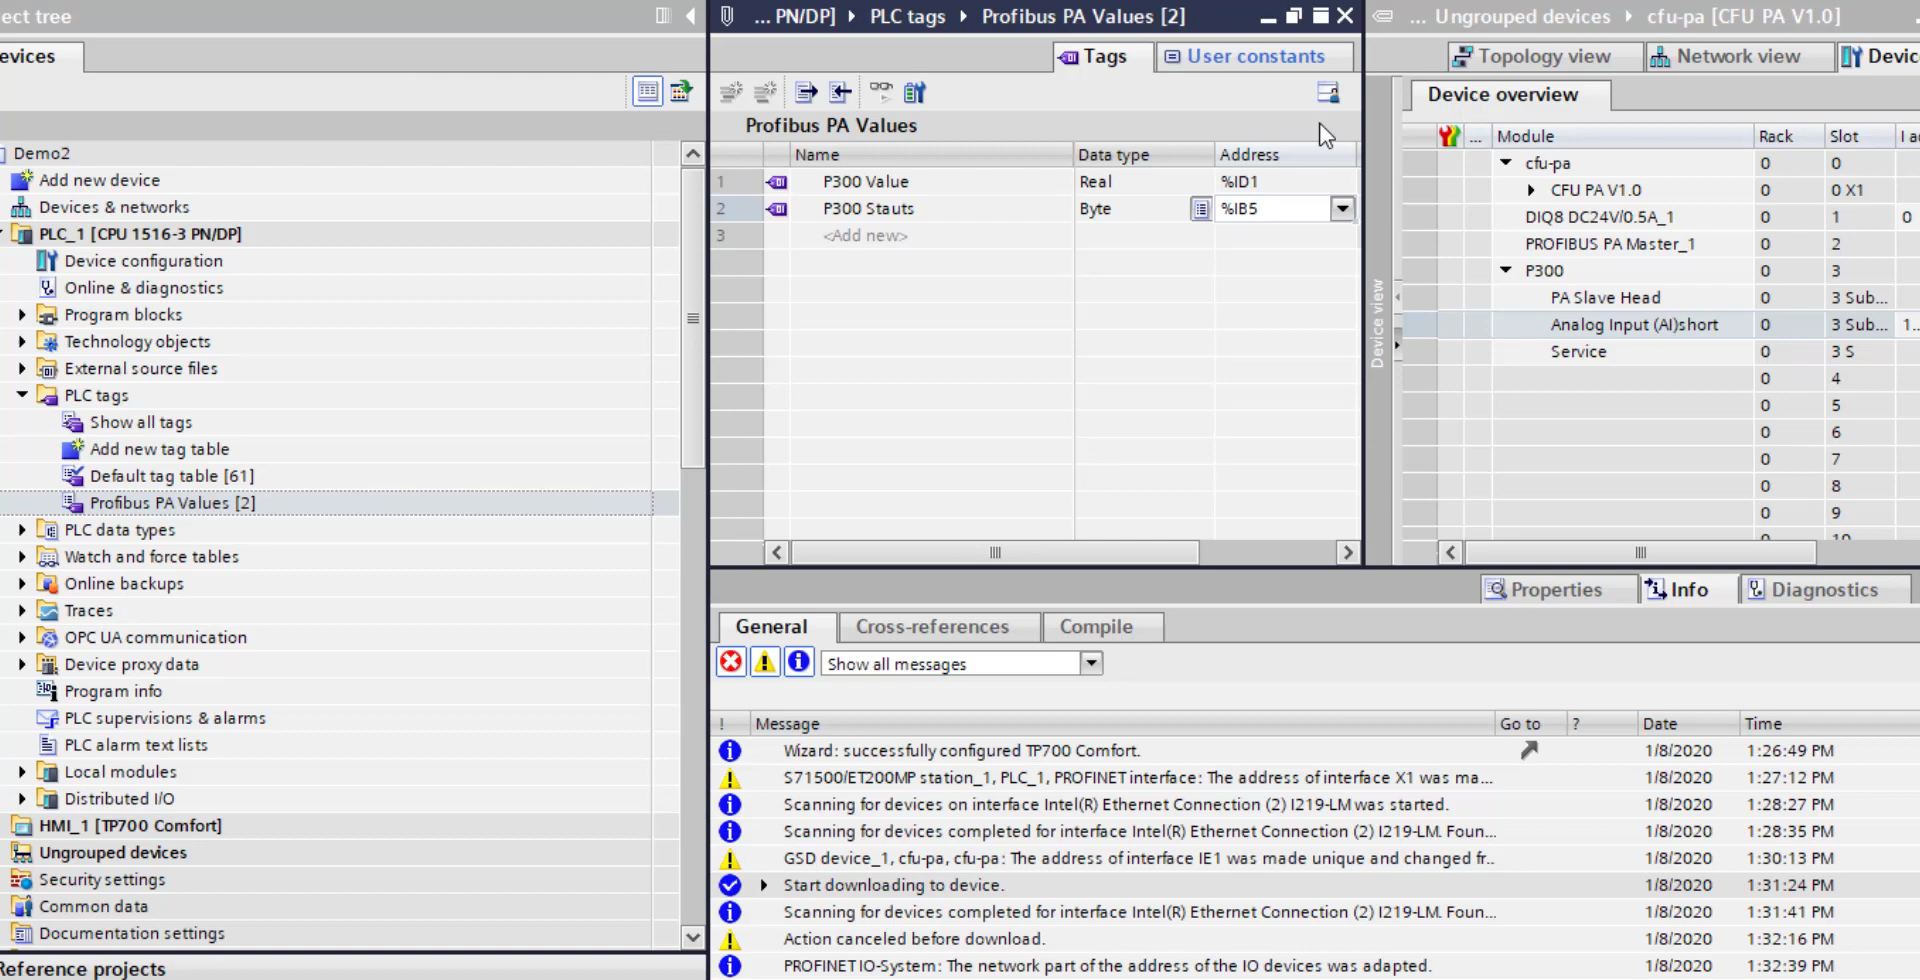 ect tree
evices
Demo2
Add new device
Devices & networks
PLC_1 [CPU 1516-3 PN/DP]
Device configuration
Online & diagnostics
Program blocks
Technology objects
External source files
PLC tags
Show all tags
Add new tag table
Default tag table [61]
Profibus PA Values [2]
PLC data types
Watch and force tables
Online backups
Traces
OPC UA communication
Device proxy data
Program info
PLC supervisions & alarms
PLC alarm text lists
Local modules
Distributed I/O
HMI_1 [TP700 Comfort]
Ungrouped devices
Security settings
Common data
Documentation settings
Reference projects
... PN/DP] PLC tags Profibus PA Values [2]
Tags User constants
Profibus PA Values
Name Data type Address
1 P300 Value Real %ID1
2 P300 Stauts Byte %IB5
3 <Add new>
... Ungrouped devices cfu-pa [CFU PA V1.0]
Topology view Network view Device
Device overview
... Module Rack Slot I ad
cfu-pa 0 0
CFU PA V1.0 0 0 X1
DIQ8 DC24V/0.5A_1 0 1 0
PROFIBUS PA Master_1 0 2
P300 0 3
PA Slave Head 0 3 Sub...
Analog Input (AI)short 0 3 Sub... 1..
Service 0 3 S
0 4
0 5
0 6
0 7
0 8
0 9
0 10
Device view
Properties Info Diagnostics
General Cross-references Compile
Show all messages
! Message Go to ? Date Time
Wizard: successfully configured TP700 Comfort. 1/8/2020 1:26:49 PM
S71500/ET200MP station_1, PLC_1, PROFINET interface: The address of interface X1 was ma... 1/8/2020 1:27:12 PM
Scanning for devices on interface Intel(R) Ethernet Connection (2) I219-LM was started. 1/8/2020 1:28:27 PM
Scanning for devices completed for interface Intel(R) Ethernet Connection (2) I219-LM. Foun... 1/8/2020 1:28:35 PM
GSD device_1, cfu-pa, cfu-pa: The address of interface IE1 was made unique and changed fr.. 1/8/2020 1:30:13 PM
Start downloading to device. 1/8/2020 1:31:24 PM
Scanning for devices completed for interface Intel(R) Ethernet Connection (2) I219-LM. Foun... 1/8/2020 1:31:41 PM
Action canceled before download. 1/8/2020 1:32:16 PM
PROFINET IO-System: The network part of the address of the IO devices was adapted. 1/8/2020 1:32:39 PM